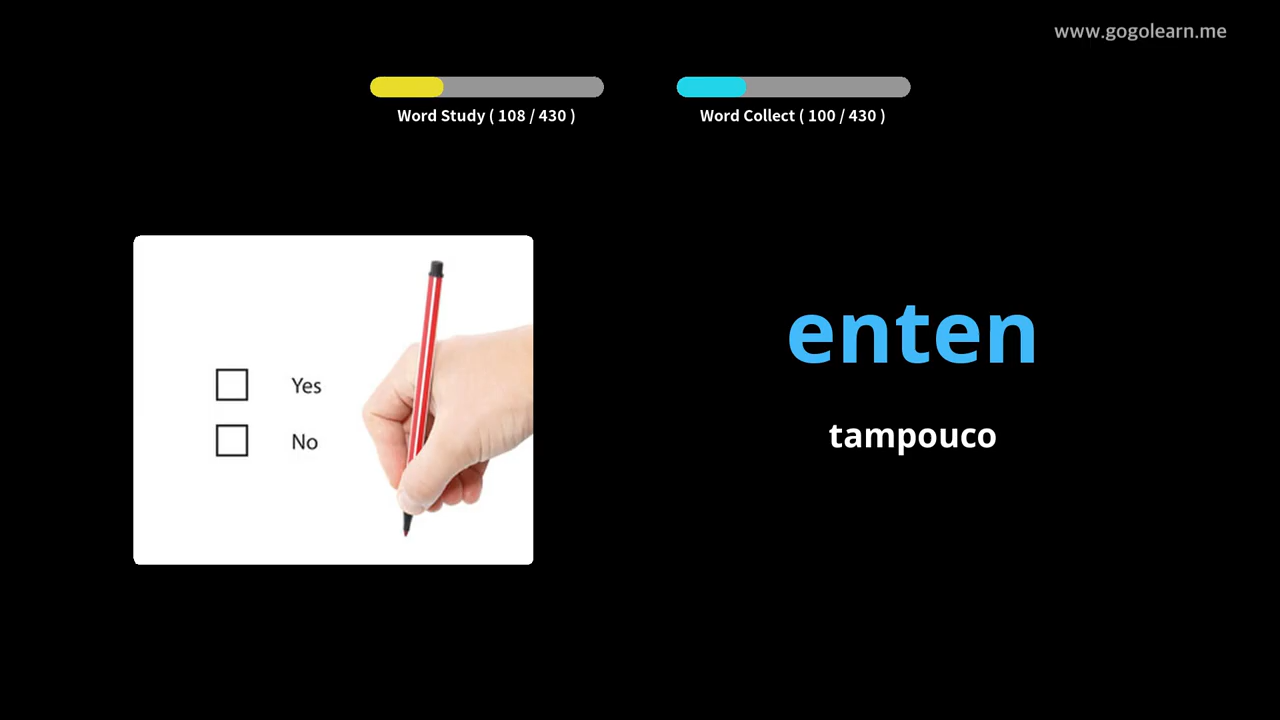 www.gogolearn.me
Word Study ( 108 / 430 )
Word Collect ( 100 / 430 )
Yes
No
enten
tampouco